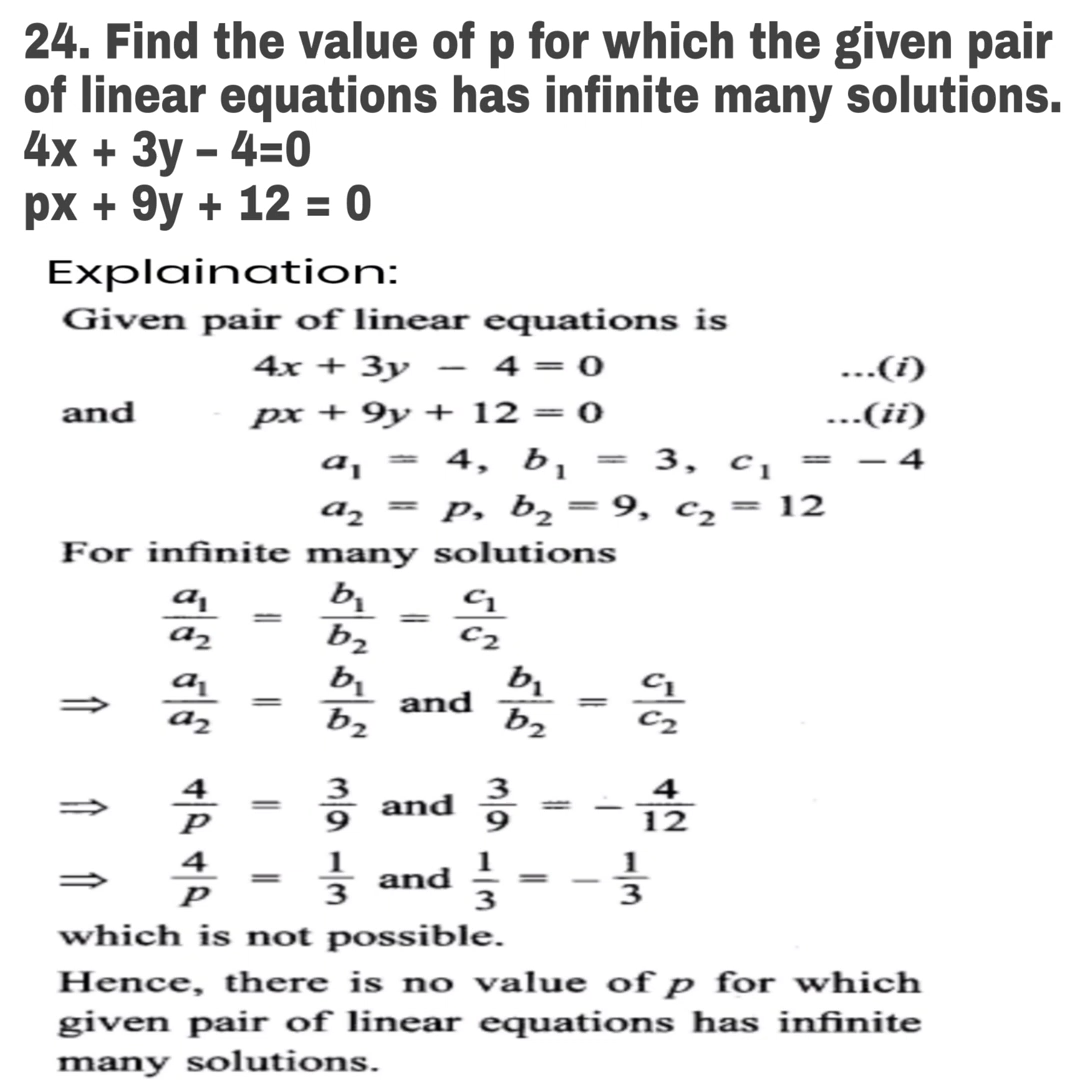 24. Find the value of p for which the given pair
of linear equations has infinite many solutions.
4x + 3y – 4=0
px + 9y + 12 = 0
Explaination:
Given pair of linear equations is
4x + 3y − 4 = 0 ...(i)
and px + 9y + 12 = 0 ...(ii)
a₁ = 4, b₁ = 3, c₁ = − 4
a₂ = p, b₂ = 9, c₂ = 12
For infinite many solutions
a₁/a₂ = b₁/b₂ = c₁/c₂
⇒ a₁/a₂ = b₁/b₂ and b₁/b₂ = c₁/c₂
⇒ 4/p = 3/9 and 3/9 = − 4/12
⇒ 4/p = 1/3 and 1/3 = − 1/3
which is not possible.
Hence, there is no value of p for which
given pair of linear equations has infinite
many solutions.